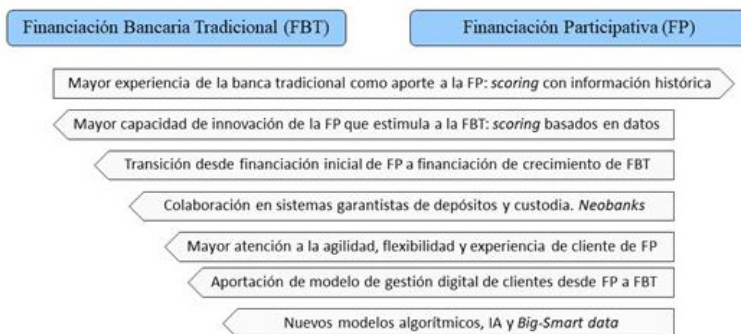 Financiación Bancaria Tradicional (FBT)
Financiación Participativa (FP)
Mayor experiencia de la banca tradicional como aporte a la FP: scoring con información histórica
Mayor capacidad de innovación de la FP que estimula a la FBT: scoring basados en datos
Transición desde financiación inicial de FP a financiación de crecimiento de FBT
Colaboración en sistemas garantistas de depósitos y custodia. Neobanks
Mayor atención a la agilidad, flexibilidad y experiencia de cliente de FP
Aportación de modelo de gestión digital de clientes desde FP a FBT
Nuevos modelos algorítmicos, IA y Big-Smart data